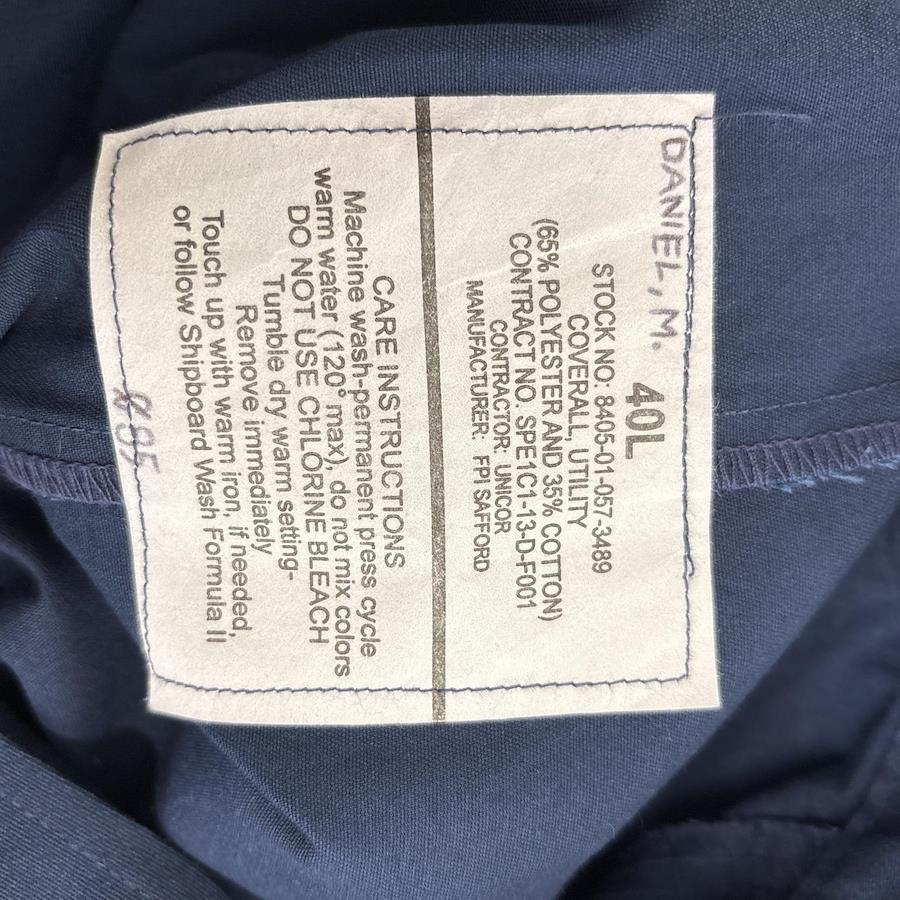 DANIEL, M.
40L
STOCK NO: 8405-01-057-3489
COVERALL, UTILITY
(65% POLYESTER AND 35% COTTON)
CONTRACT NO. SPE1C1-13-D-F001
CONTRACTOR: UNICOR
MANUFACTURER: FPI SAFFORD
CARE INSTRUCTIONS
Machine wash-permanent press cycle
warm water (120° max), do not mix colors
DO NOT USE CHLORINE BLEACH
Tumble dry warm setting-
Remove immediately
Touch up with warm iron, if needed,
or follow Shipboard Wash Formula II